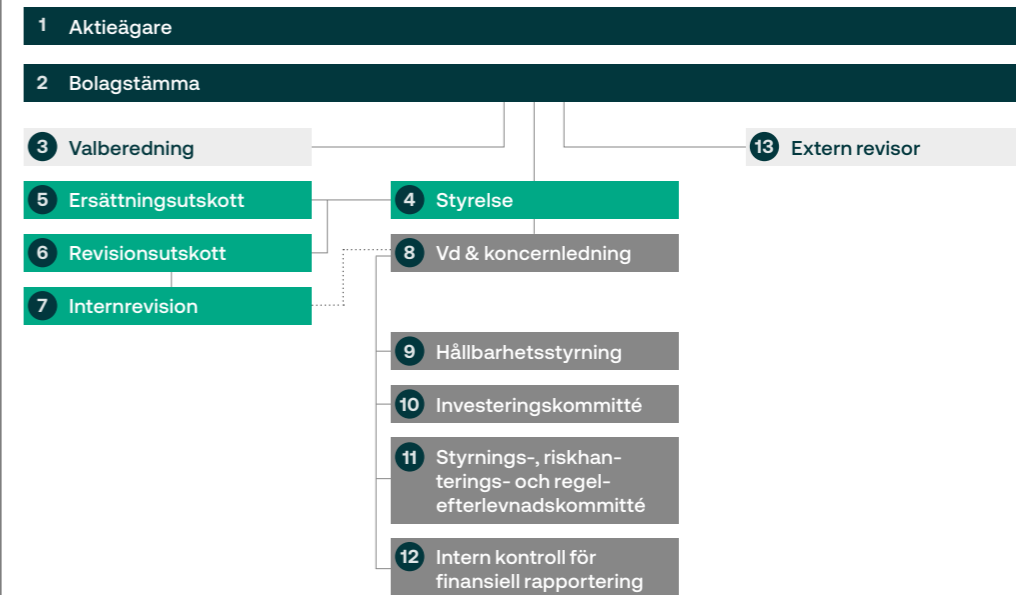 1 Aktieägare
2 Bolagstämma
3 Valberedning
13 Extern revisor
5 Ersättningsutskott
4 Styrelse
6 Revisionsutskott
8 Vd & koncernledning
7 Internrevision
9 Hållbarhetsstyrning
10 Investeringskommitté
11 Styrnings-, riskhan-
terings- och regel-
efterlevnadskommitté
12 Intern kontroll för
finansiell rapportering